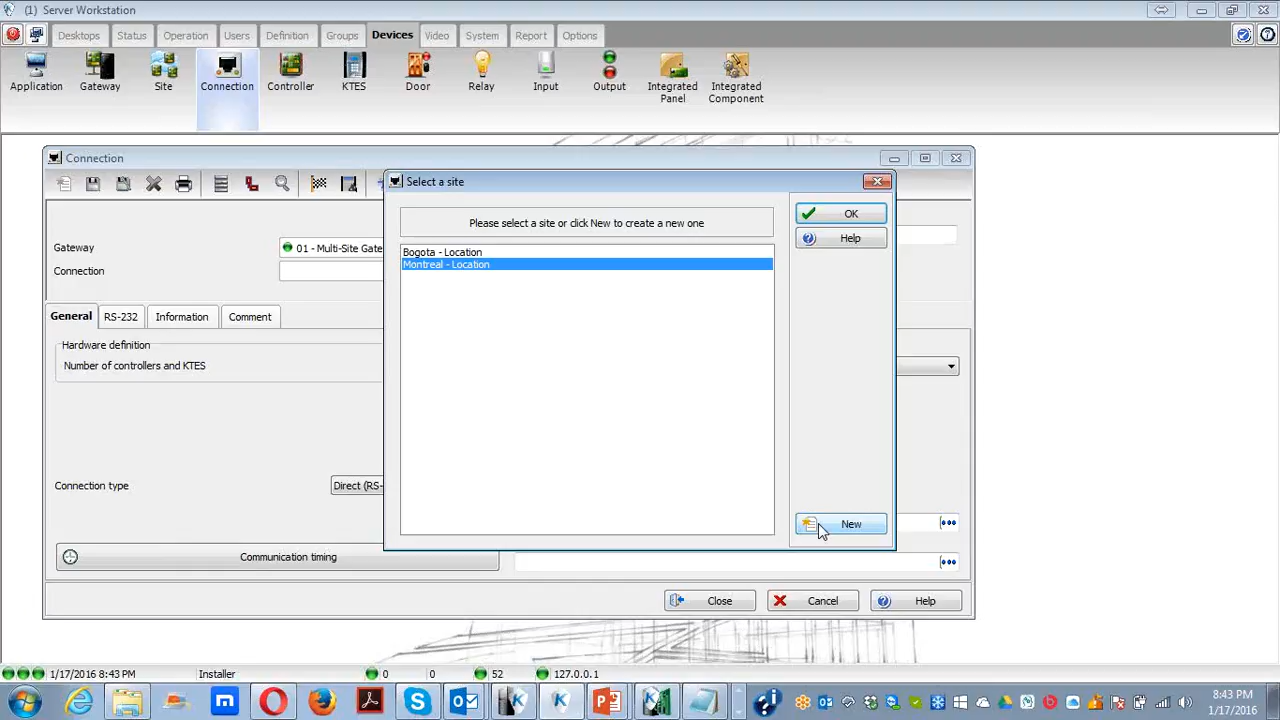 (1) Server Workstation
Desktops Status Operation Users Definition Groups Devices Video System Report Options
Application Gateway Site Connection Controller KTES Door Relay Input Output Integrated Panel Integrated Component
Connection
Select a site
Please select a site or click New to create a new one
OK
Help
Gateway 01 - Multi-Site Gate
Bogota - Location
Montreal - Location
Connection
General RS-232 Information Comment
Hardware definition
Number of controllers and KTES
Connection type Direct (RS-
New
Communication timing
Close Cancel Help
1/17/2016 8:43 PM Installer 0 0 52 127.0.0.1
8:43 PM
1/17/2016